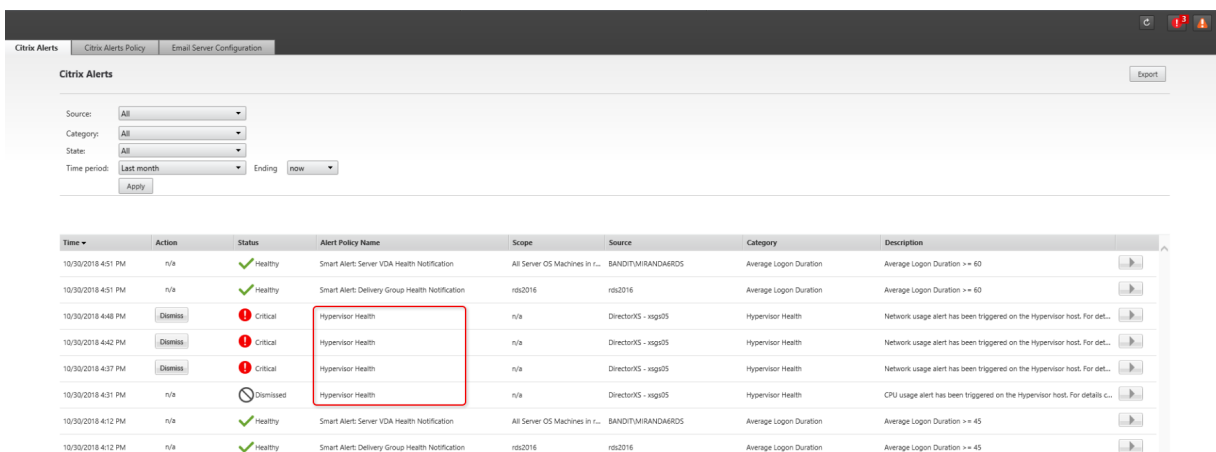 3
Citrix Alerts Citrix Alerts Policy Email Server Configuration
Citrix Alerts Export
Source: All
Category: All
State: All
Time period: Last month Ending now
Apply
Time Action Status Alert Policy Name Scope Source Category Description
10/30/2018 4:51 PM n/a Healthy Smart Alert: Server VDA Health Notification All Server OS Machines in r... BANDIT\MIRANDA6RDS Average Logon Duration Average Logon Duration >= 60
10/30/2018 4:51 PM n/a Healthy Smart Alert: Delivery Group Health Notification rds2016 rds2016 Average Logon Duration Average Logon Duration >= 60
10/30/2018 4:48 PM Dismiss Critical Hypervisor Health n/a DirectorXS - xsgs05 Hypervisor Health Network usage alert has been triggered on the Hypervisor host. For det...
10/30/2018 4:42 PM Dismiss Critical Hypervisor Health n/a DirectorXS - xsgs05 Hypervisor Health Network usage alert has been triggered on the Hypervisor host. For det...
10/30/2018 4:37 PM Dismiss Critical Hypervisor Health n/a DirectorXS - xsgs05 Hypervisor Health Network usage alert has been triggered on the Hypervisor host. For det...
10/30/2018 4:31 PM n/a Dismissed Hypervisor Health n/a DirectorXS - xsgs05 Hypervisor Health CPU usage alert has been triggered on the Hypervisor host. For details c...
10/30/2018 4:12 PM n/a Healthy Smart Alert: Server VDA Health Notification All Server OS Machines in r... BANDIT\MIRANDA6RDS Average Logon Duration Average Logon Duration >= 45
10/30/2018 4:12 PM n/a Healthy Smart Alert: Delivery Group Health Notification rds2016 rds2016 Average Logon Duration Average Logon Duration >= 45